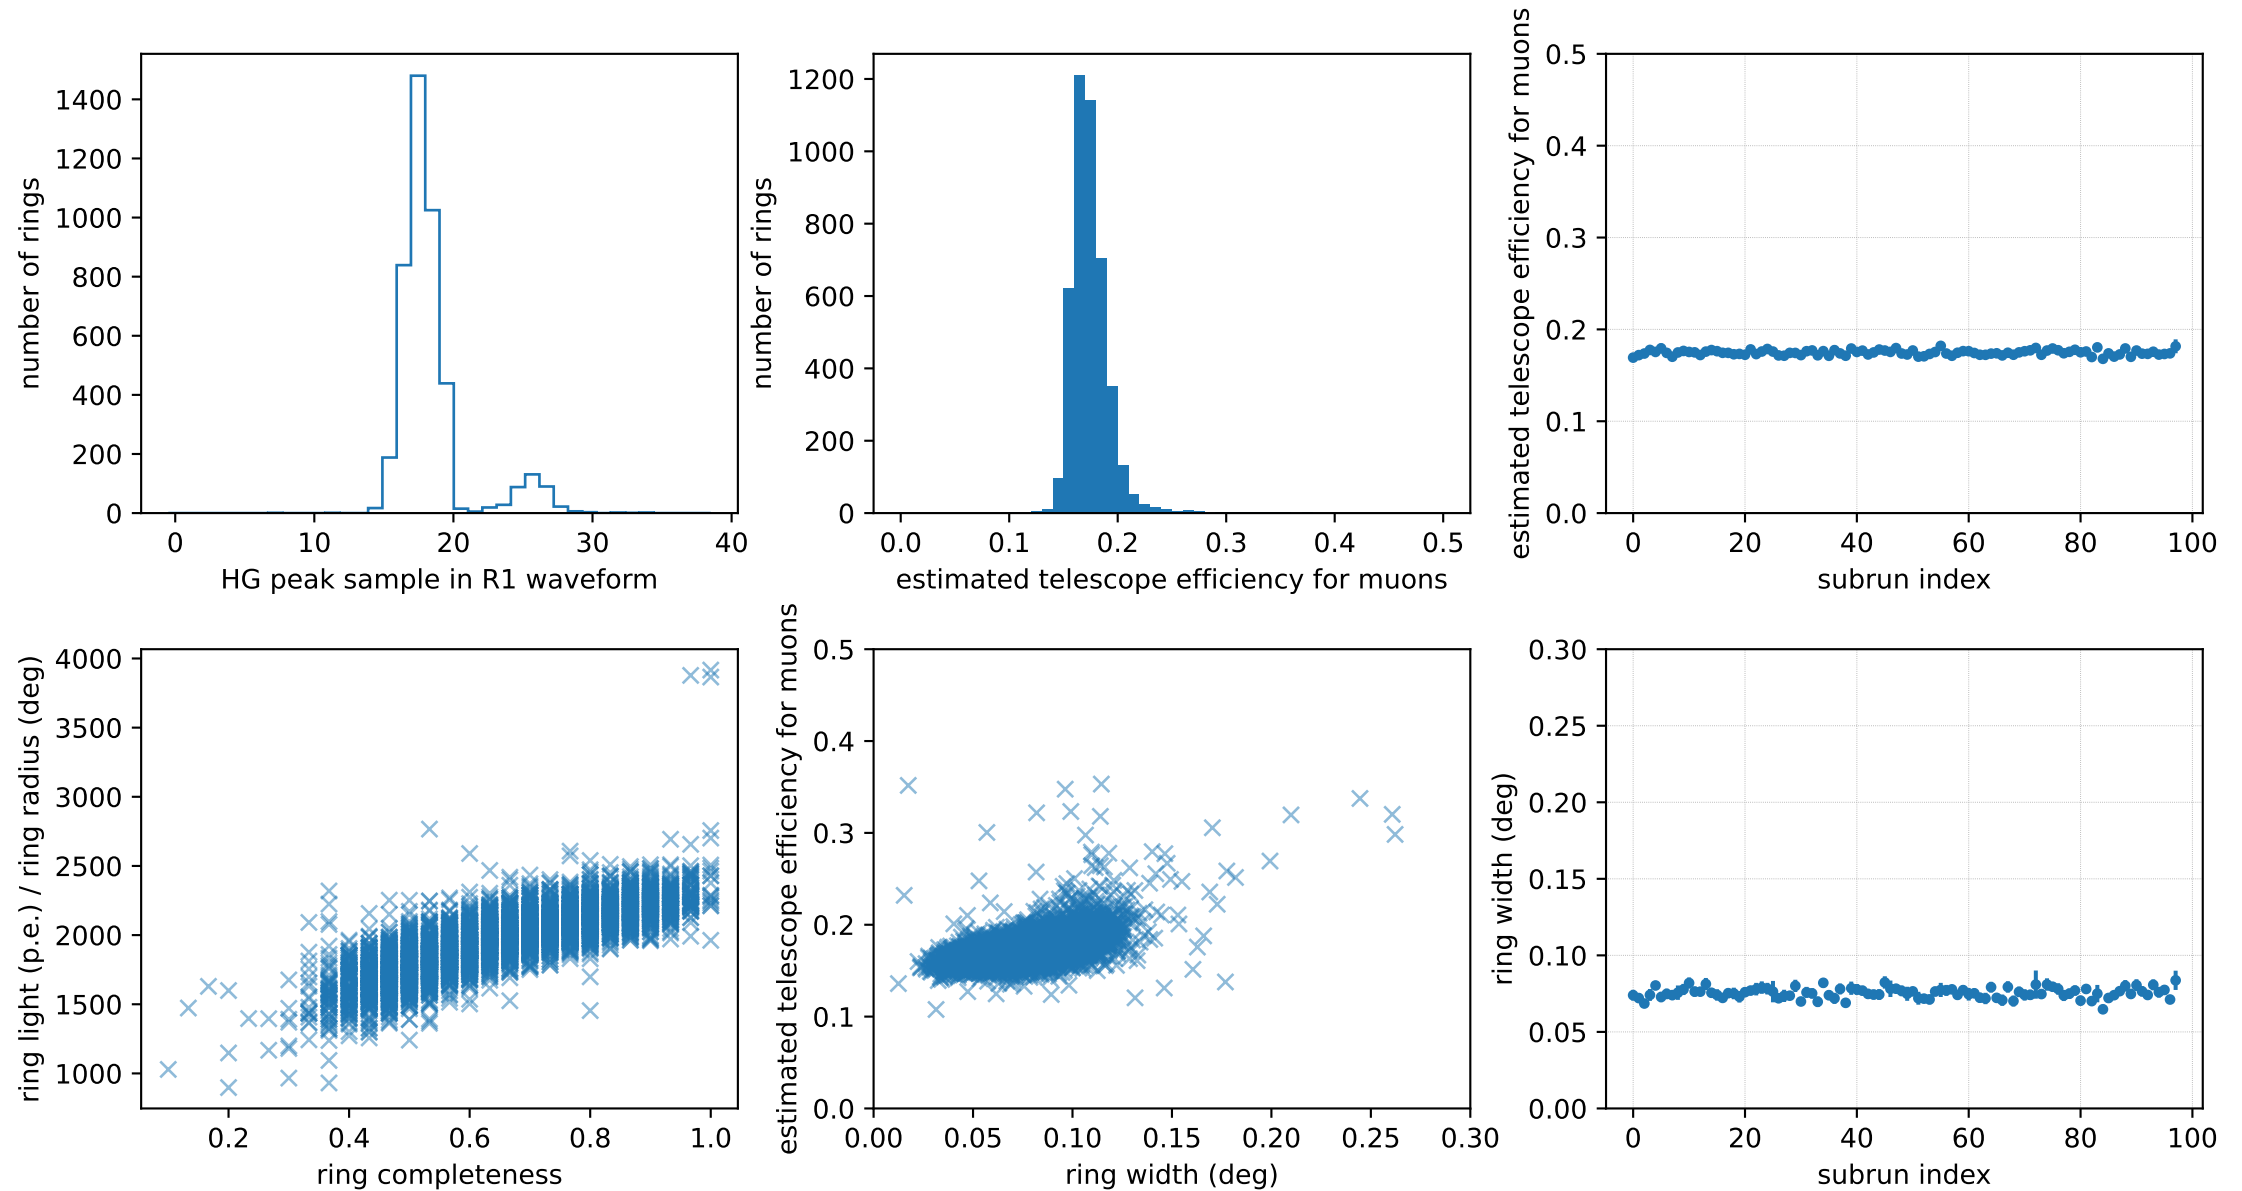 number of rings
1400
1200
1000
800
600
400
200
0
0 10 20 30 40
HG peak sample in R1 waveform
number of rings
1200
1000
800
600
400
200
0
0.0 0.1 0.2 0.3 0.4 0.5
estimated telescope efficiency for muons
estimated telescope efficiency for muons
0.5
0.4
0.3
0.2
0.1
0.0
0 20 40 60 80 100
subrun index
ring light (p.e.) / ring radius (deg)
4000
3500
3000
2500
2000
1500
1000
0.2 0.4 0.6 0.8 1.0
ring completeness
estimated telescope efficiency for muons
0.5
0.4
0.3
0.2
0.1
0.0
0.00 0.05 0.10 0.15 0.20 0.25 0.30
ring width (deg)
ring width (deg)
0.30
0.25
0.20
0.15
0.10
0.05
0.00
0 20 40 60 80 100
subrun index